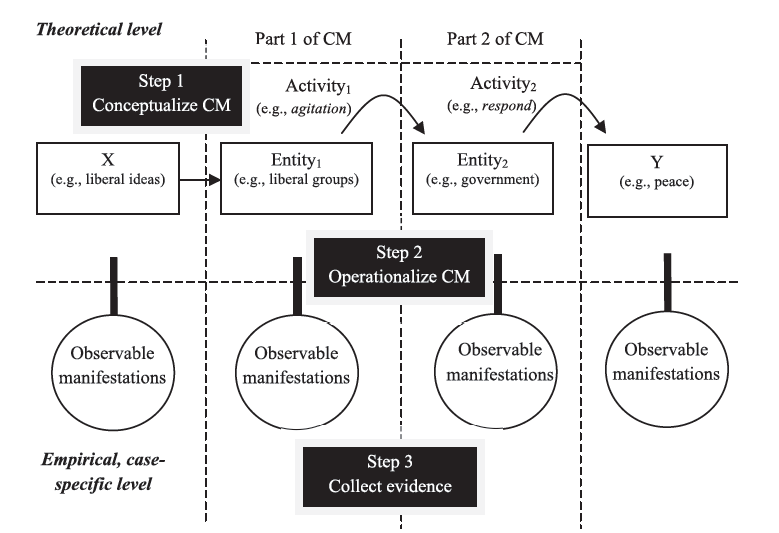 Theoretical level
Part 1 of CM
Part 2 of CM
Step 1
Conceptualize CM
Activity₁
(e.g., agitation)
Activity₂
(e.g., respond)
X
(e.g., liberal ideas)
Entity₁
(e.g., liberal groups)
Entity₂
(e.g., government)
Y
(e.g., peace)
Step 2
Operationalize CM
Observable
manifestations
Observable
manifestations
Observable
manifestations
Observable
manifestations
Empirical, case-
specific level
Step 3
Collect evidence